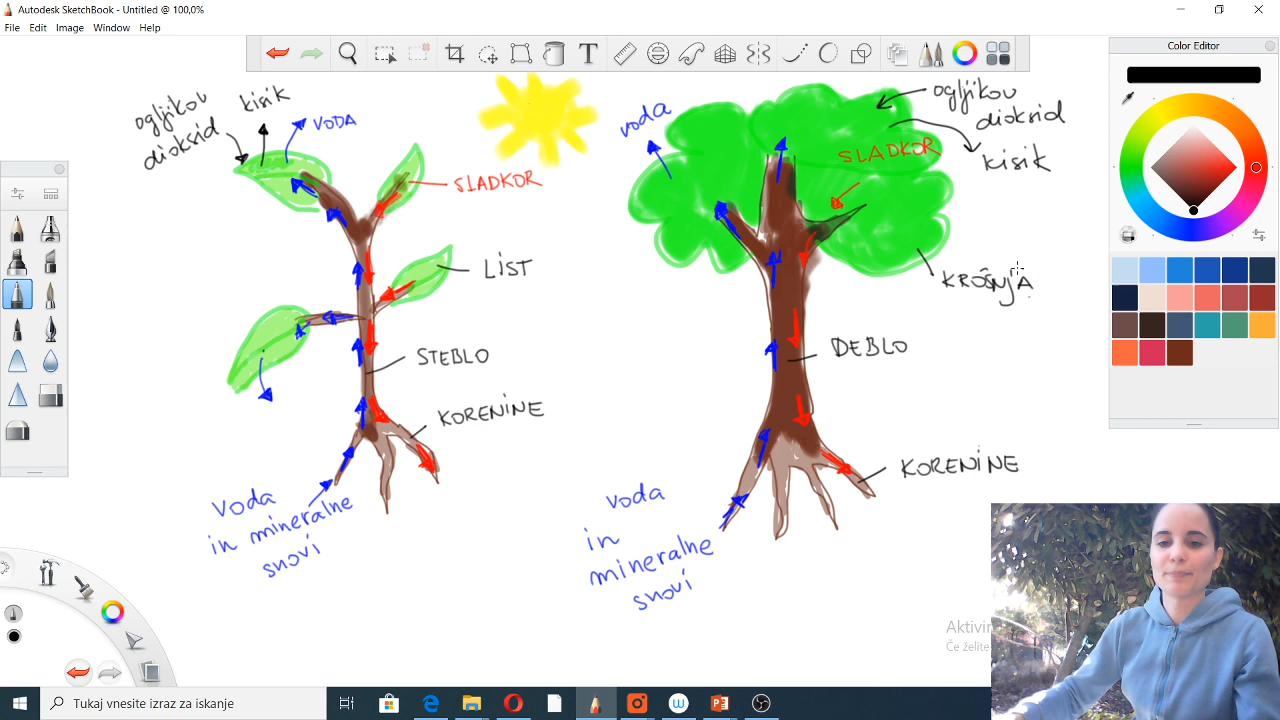 Autodesk SketchBook - Untitled @ 100,0%
File Edit Image Window Help
Color Editor
ogljikov
dioksid
kisik
VODA
SLADKOR
LIST
STEBLO
KORENINE
voda
in mineralne
snovi
voda
ogljikov
dioksid
kisik
SLADKOR
KROŠNJA
DEBLO
KORENINE
voda
in
mineralne
snovi
Če želite
Tukaj vnesite izraz za iskanje